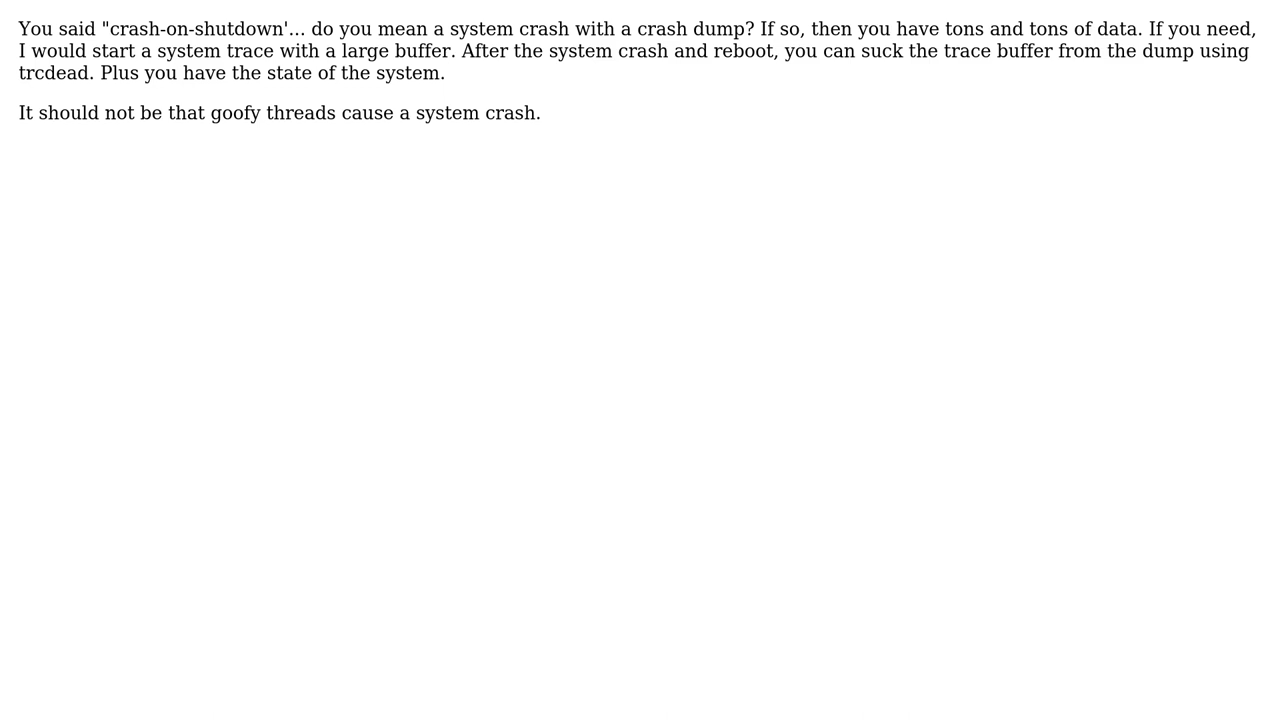 You said "crash-on-shutdown'... do you mean a system crash with a crash dump? If so, then you have tons and tons of data. If you need,
I would start a system trace with a large buffer. After the system crash and reboot, you can suck the trace buffer from the dump using
trcdead. Plus you have the state of the system.
It should not be that goofy threads cause a system crash.